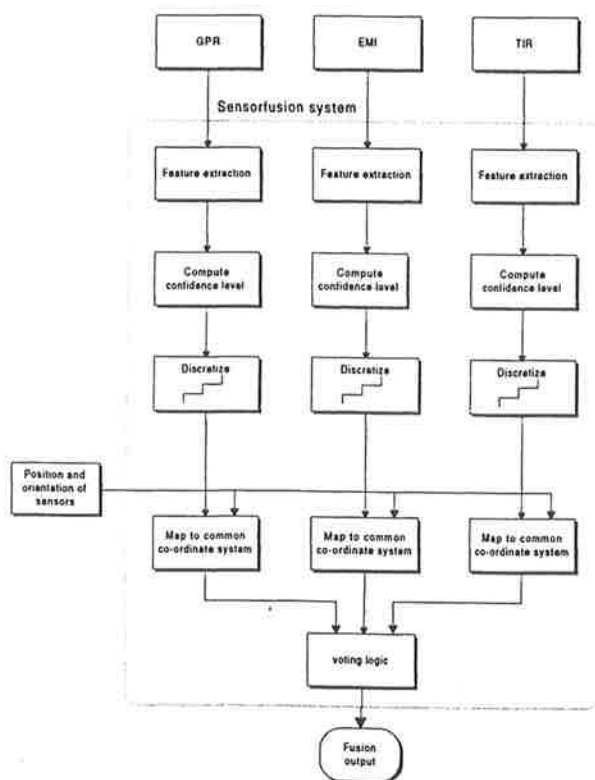 GPR
EMI
TIR
Sensorfusion system
Feature extraction
Feature extraction
Feature extraction
Compute
confidence level
Compute
confidence level
Compute
confidence level
Discretize
Discretize
Discretize
Position and
orientation of
sensors
Map to common
co-ordinate system
Map to common
co-ordinate system
Map to common
co-ordinate system
voting logic
Fusion
output